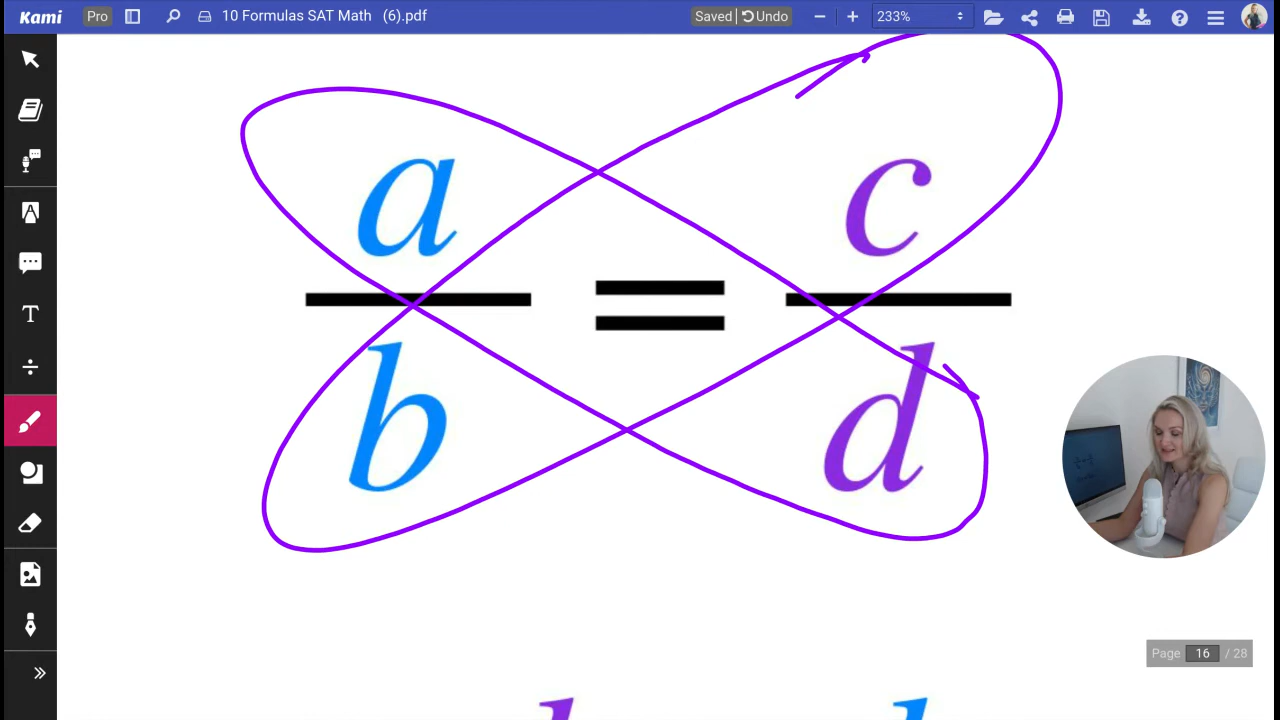 Kami Pro 10 Formulas SAT Math (6).pdf Saved Undo 233%
a = c
b d
Page 16 / 28